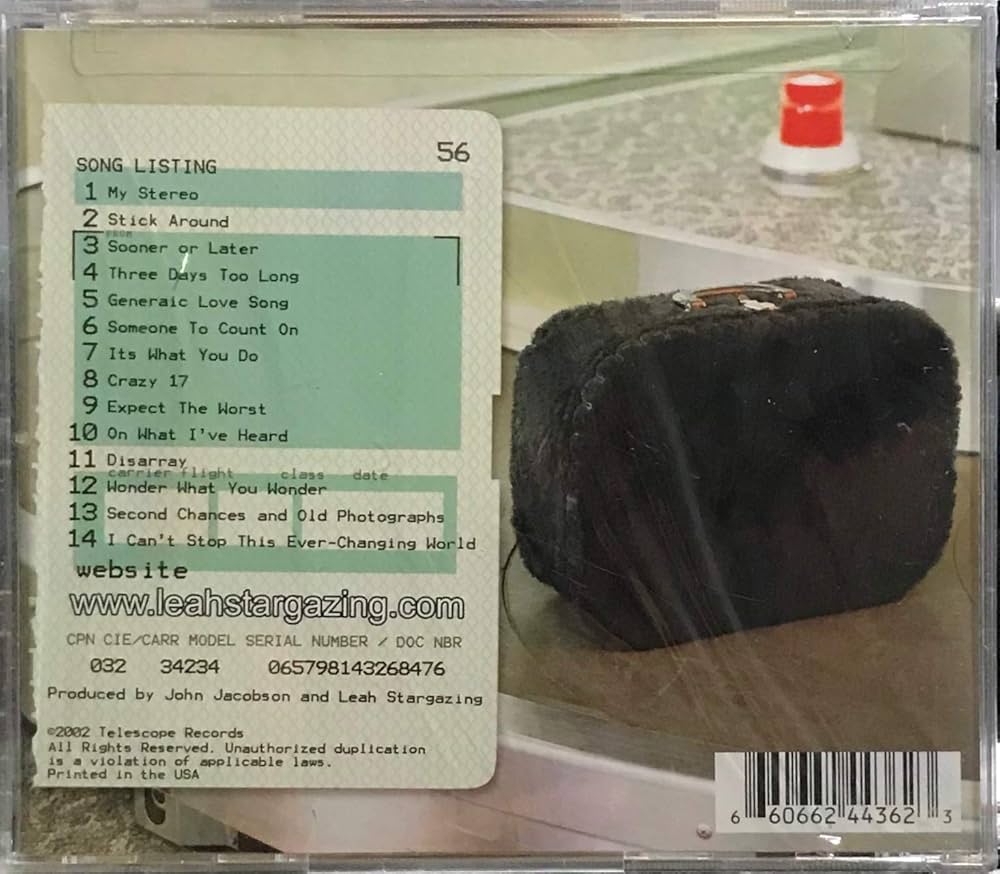 56
SONG LISTING
1 My Stereo
2 Stick Around
FROM
3 Sooner or Later
4 Three Days Too Long
5 Generaic Love Song
6 Someone To Count On
7 Its What You Do
8 Crazy 17
9 Expect The Worst
10 On What I've Heard
11 Disarray
carrier flight class date
12 Wonder What You Wonder
13 Second Chances and Old Photographs
14 I Can't Stop This Ever-Changing World
website
www.leahstargazing.com
CPN CIE/CARR MODEL SERIAL NUMBER / DOC NBR
032 34234 065798143268476
Produced by John Jacobson and Leah Stargazing
©2002 Telescope Records
All Rights Reserved. Unauthorized duplication
is a violation of applicable laws.
Printed in the USA
6 60662 44362 3